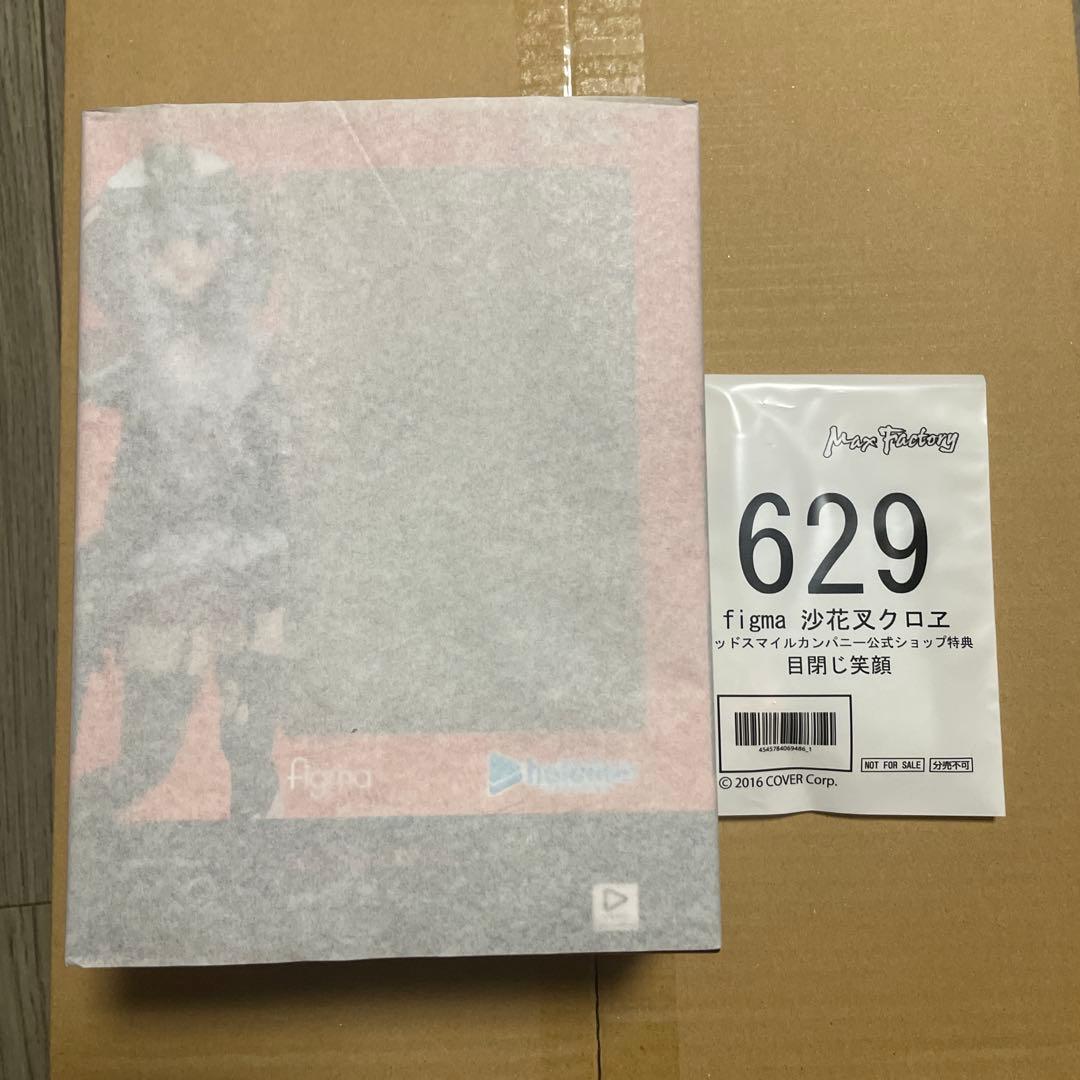 figma
hololive
Max Factory
629
figma 沙花叉クロヱ
ッドスマイルカンパニー公式ショップ特典
目閉じ笑顔
4545784069486_1
NOT FOR SALE 分売不可
© 2016 COVER Corp.